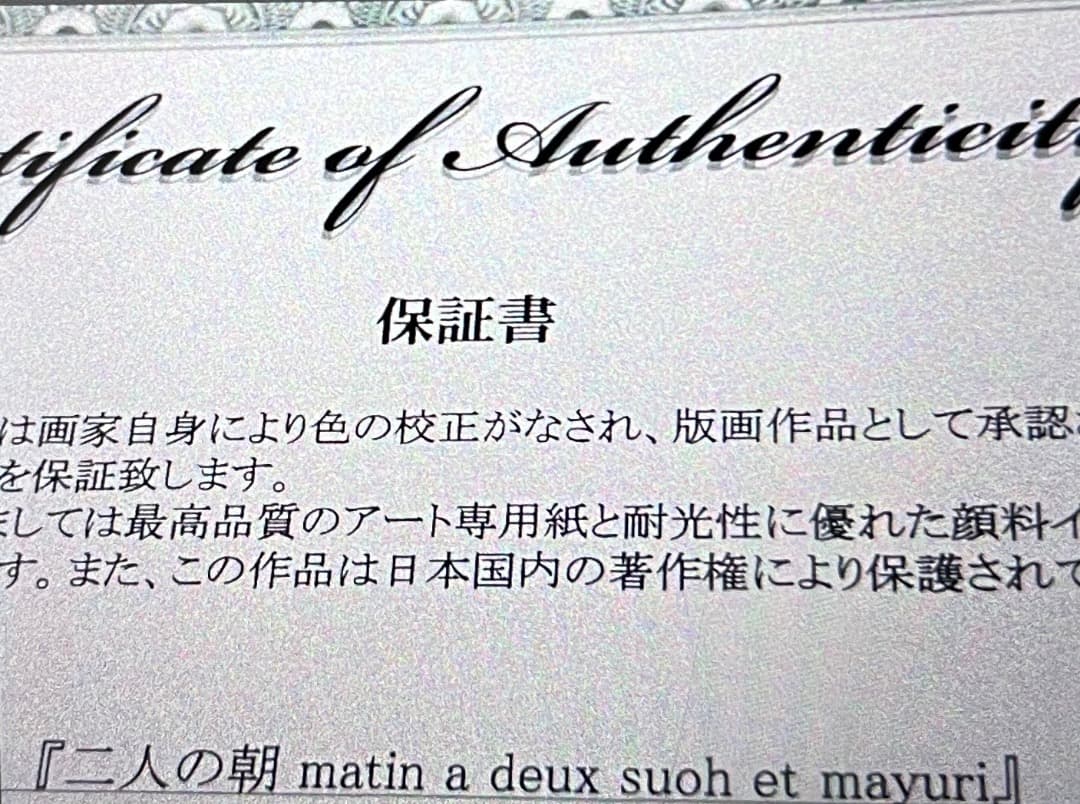 tificate of Authenticity
保証書
は画家自身により色の校正がなされ、版画作品として承認
を保証致します。
しては最高品質のアート専用紙と耐光性に優れた顔料イ
す。また、この作品は日本国内の著作権により保護されて
『二人の朝 matin a deux suoh et mayuri』